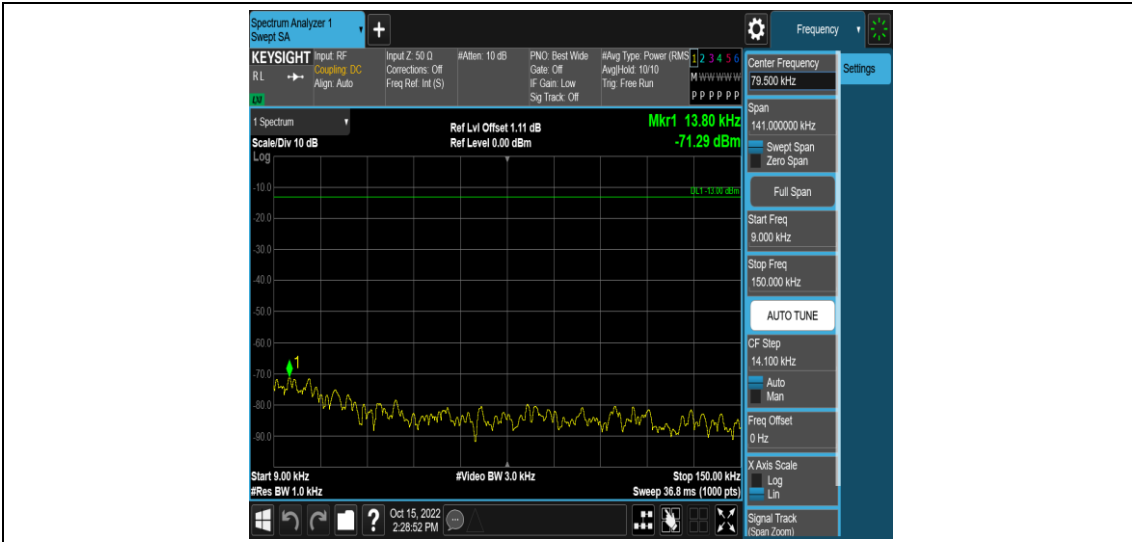 Spectrum Analyzer 1
Swept SA
Frequency
KEYSIGHT
RL
LXI
Input: RF
Coupling: DC
Align: Auto
Input Z: 50 Ω
Corrections: Off
Freq Ref: Int (S)
#Atten: 10 dB
PNO: Best Wide
Gate: Off
IF Gain: Low
Sig Track: Off
#Avg Type: Power (RMS
Avg|Hold: 10/10
Trig: Free Run
1 2 3 4 5 6
M W W W W W
P P P P P P
Center Frequency
79.500 kHz
Settings
Span
141.000000 kHz
Swept Span
Zero Span
Full Span
Start Freq
9.000 kHz
Stop Freq
150.000 kHz
AUTO TUNE
CF Step
14.100 kHz
Auto
Man
Freq Offset
0 Hz
X Axis Scale
Log
Lin
Signal Track
(Span Zoom)
1 Spectrum
Scale/Div 10 dB
Log
Ref Lvl Offset 1.11 dB
Ref Level 0.00 dBm
Mkr1 13.80 kHz
-71.29 dBm
DL1 -13.00 dBm
-10.0
-20.0
-30.0
-40.0
-50.0
-60.0
-70.0
-80.0
-90.0
1
Start 9.00 kHz
#Res BW 1.0 kHz
#Video BW 3.0 kHz
Stop 150.00 kHz
Sweep 36.8 ms (1000 pts)
?
Oct 15, 2022
2:28:52 PM